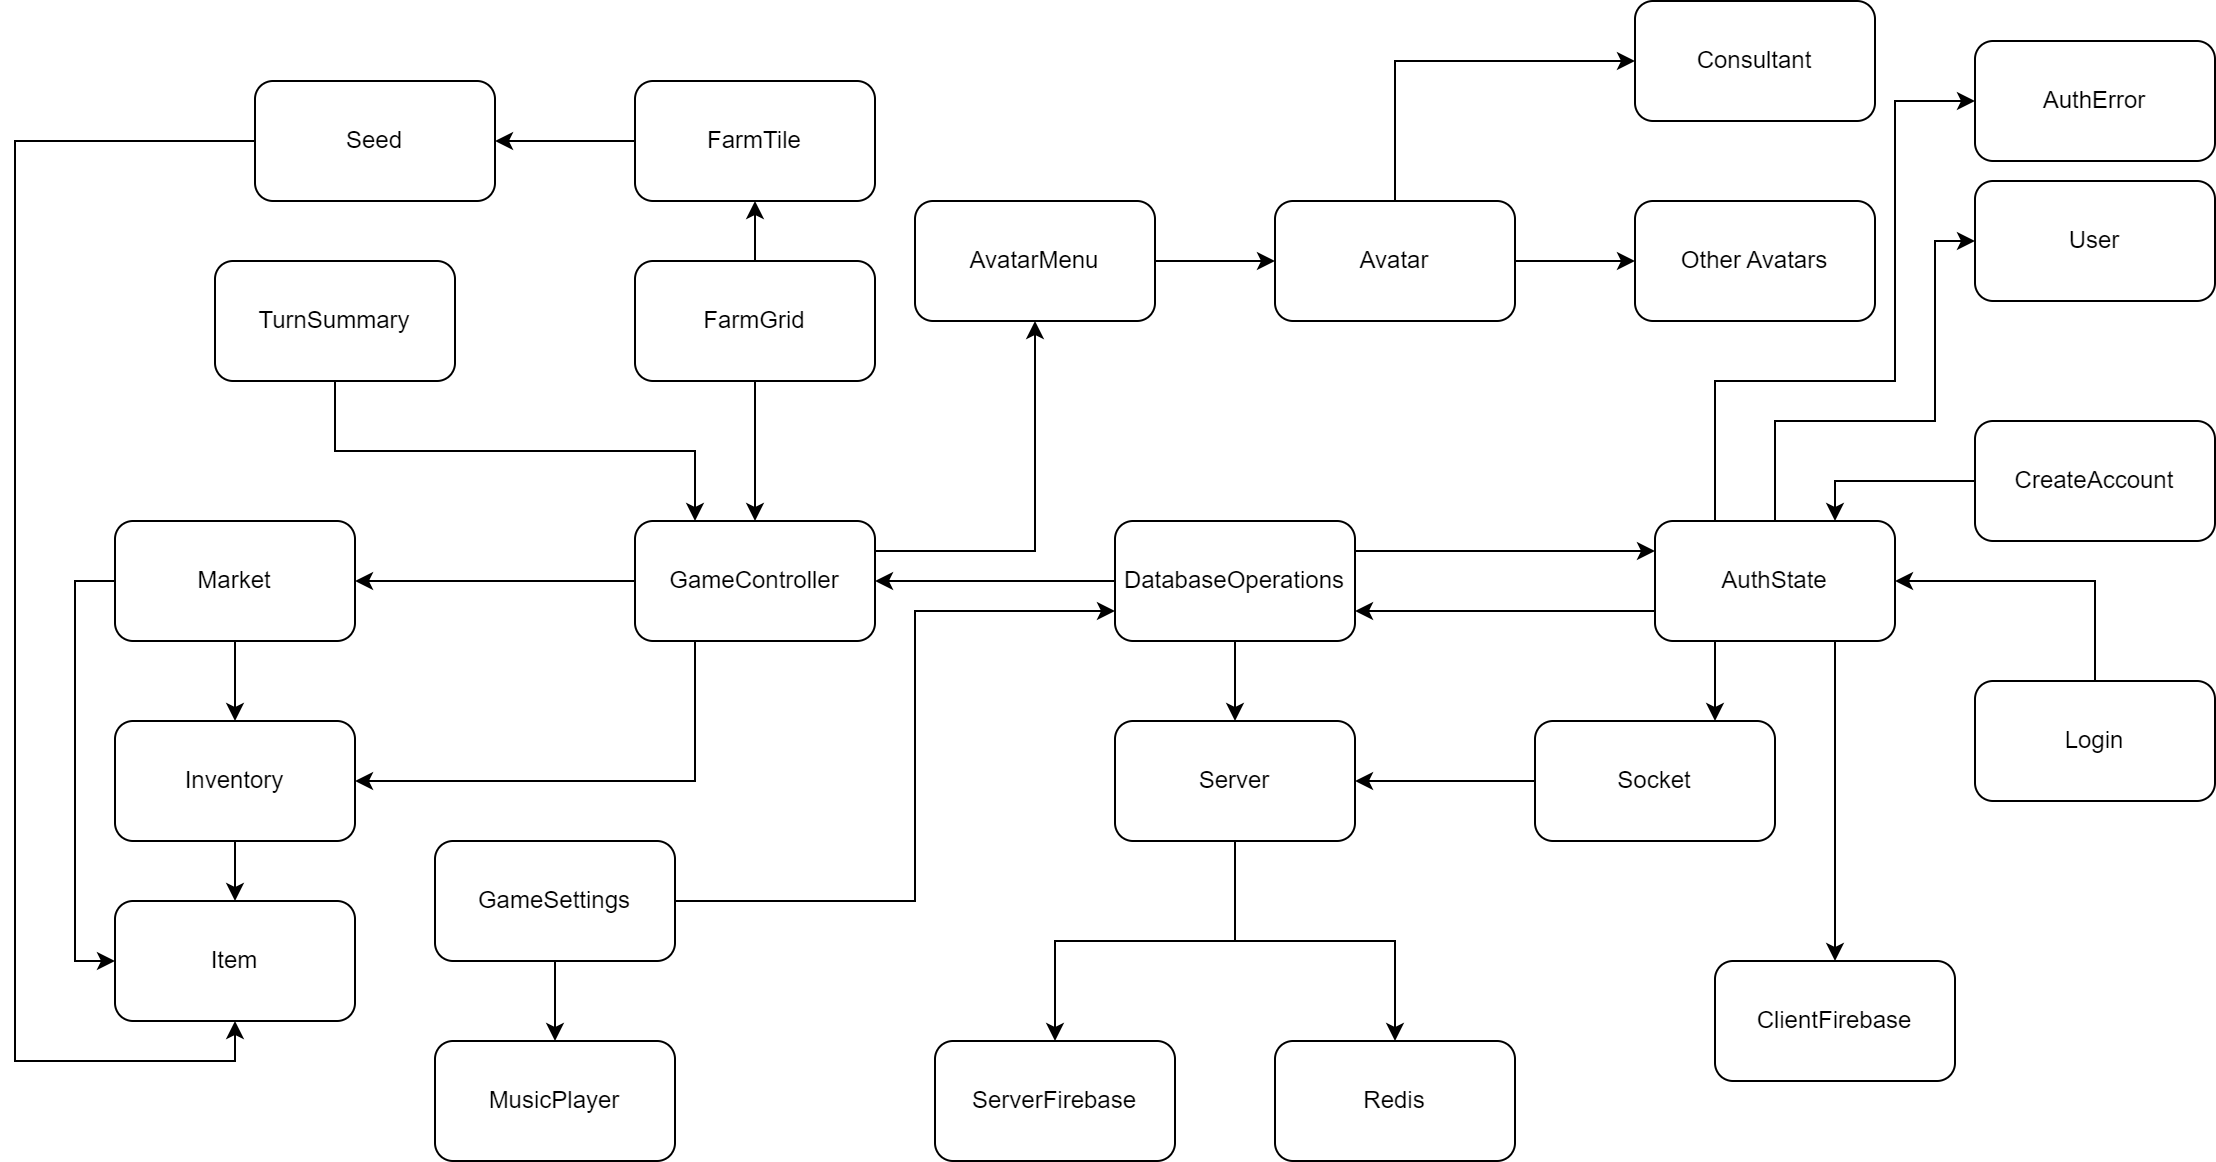 Consultant
AuthError
Seed
FarmTile
User
AvatarMenu
Avatar
Other Avatars
TurnSummary
FarmGrid
CreateAccount
Market
GameController
DatabaseOperations
AuthState
Login
Inventory
Server
Socket
GameSettings
Item
ClientFirebase
MusicPlayer
ServerFirebase
Redis